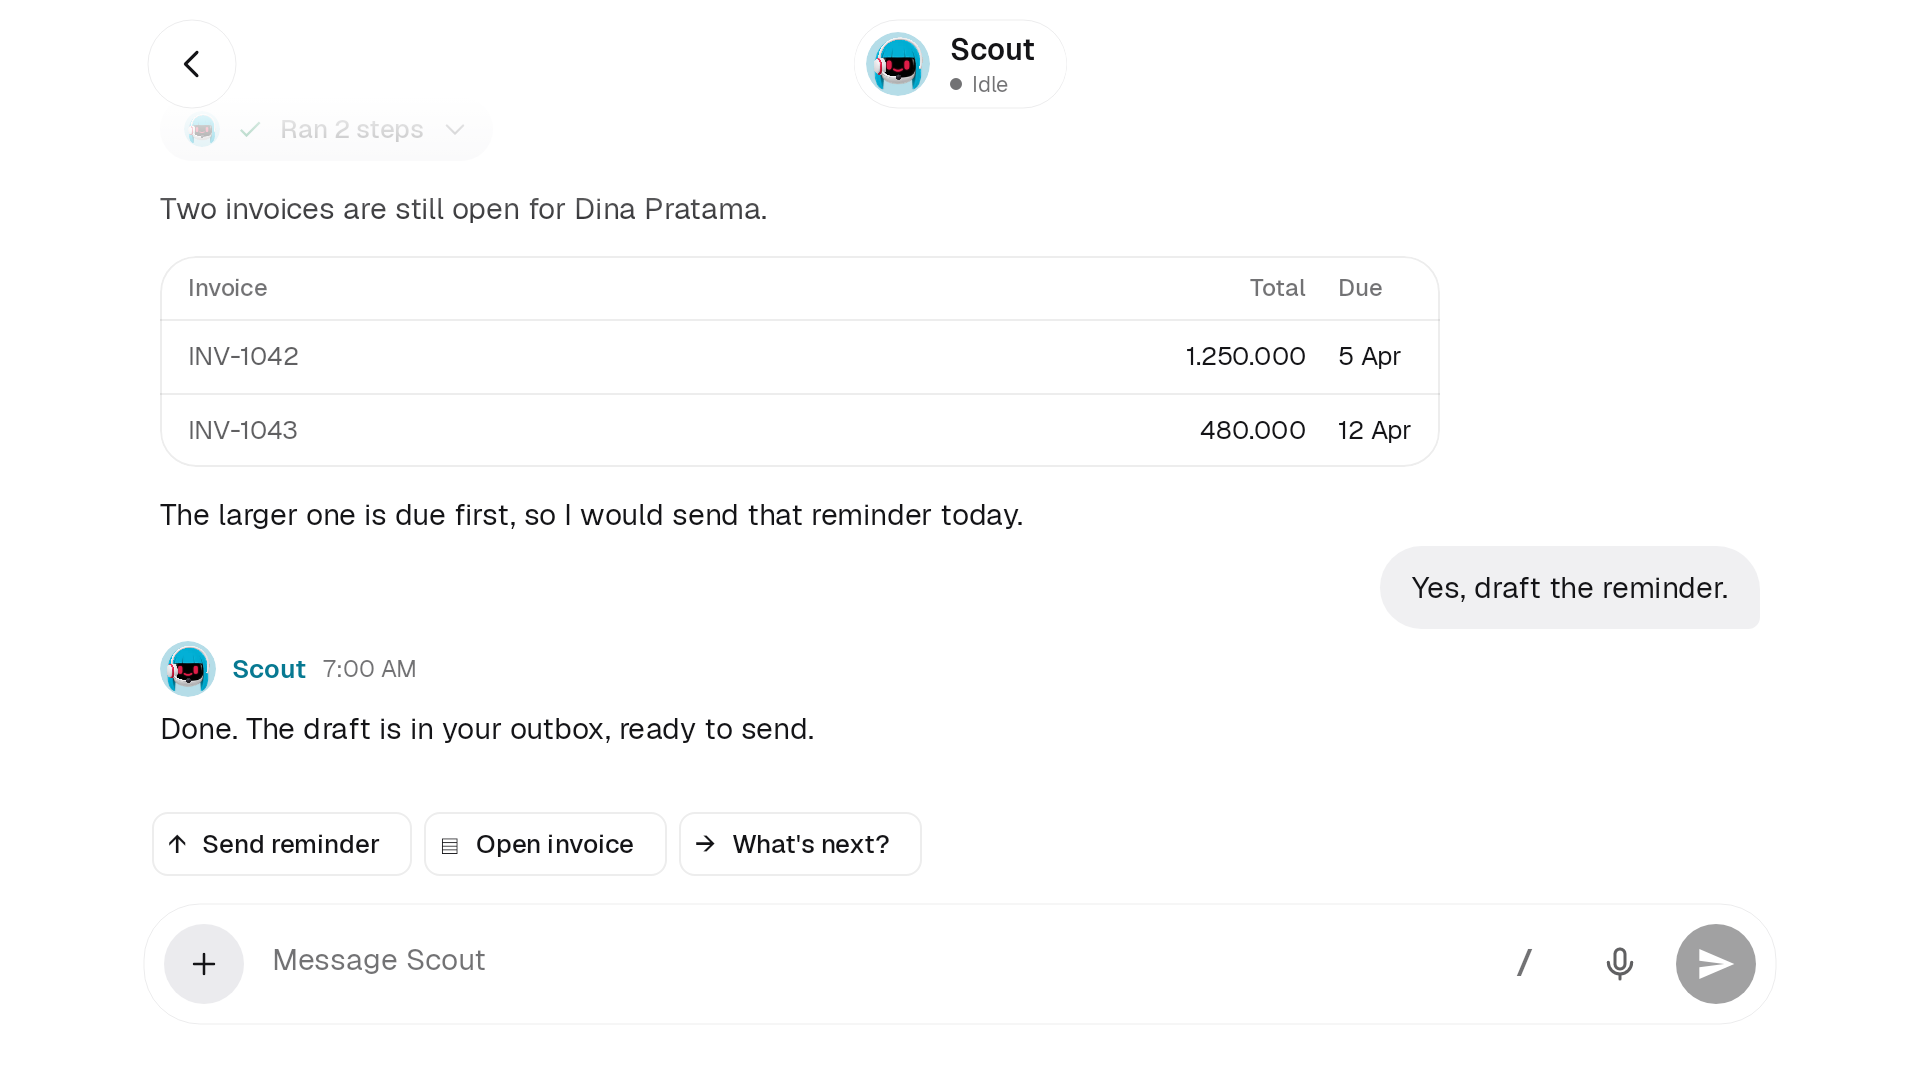 Scout
Idle
Ran 2 steps
Two invoices are still open for Dina Pratama.
Invoice Total Due
INV-1042 1.250.000 5 Apr
INV-1043 480.000 12 Apr
The larger one is due first, so I would send that reminder today.
Yes, draft the reminder.
Scout 7:00 AM
Done. The draft is in your outbox, ready to send.
Send reminder Open invoice What's next?
Message Scout /